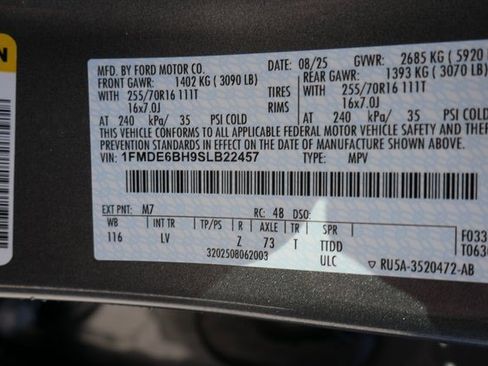 MFD. BY FORD MOTOR CO. 08/25 GVWR: 2685 KG ( 5920
FRONT GAWR: 1402 KG ( 3090 LB) REAR GAWR: 1393 KG ( 3070 LB)
WITH 255/70R16 111T TIRES WITH 255/70R16 111T
16x7.0J RIMS 16x7.0J
AT 240 kPa/ 35 PSI COLD AT 240 kPa/ 35 PSI COLD
THIS VEHICLE CONFORMS TO ALL APPLICABLE FEDERAL MOTOR VEHICLE SAFETY AND
PREVENTION STANDARDS IN EFFECT ON THE DATE OF MANUFACTURE SHOWN ABOVE.
VIN: 1FMDE6BH9SLB22457 TYPE: MPV
EXT PNT: M7 RC: 48 DSO:
WB INT TR TP/PS R AXLE TR SPR
116 LV Z 73 T TTDD
3202508062003 ULC
F033
T063
RU5A-3520472-AB